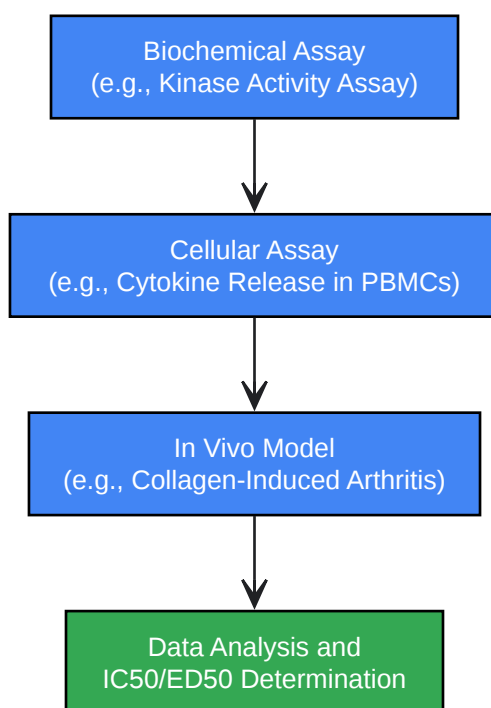 Biochemical Assay
(e.g., Kinase Activity Assay)
Cellular Assay
(e.g., Cytokine Release in PBMCs)
In Vivo Model
(e.g., Collagen-Induced Arthritis)
Data Analysis and
IC50/ED50 Determination